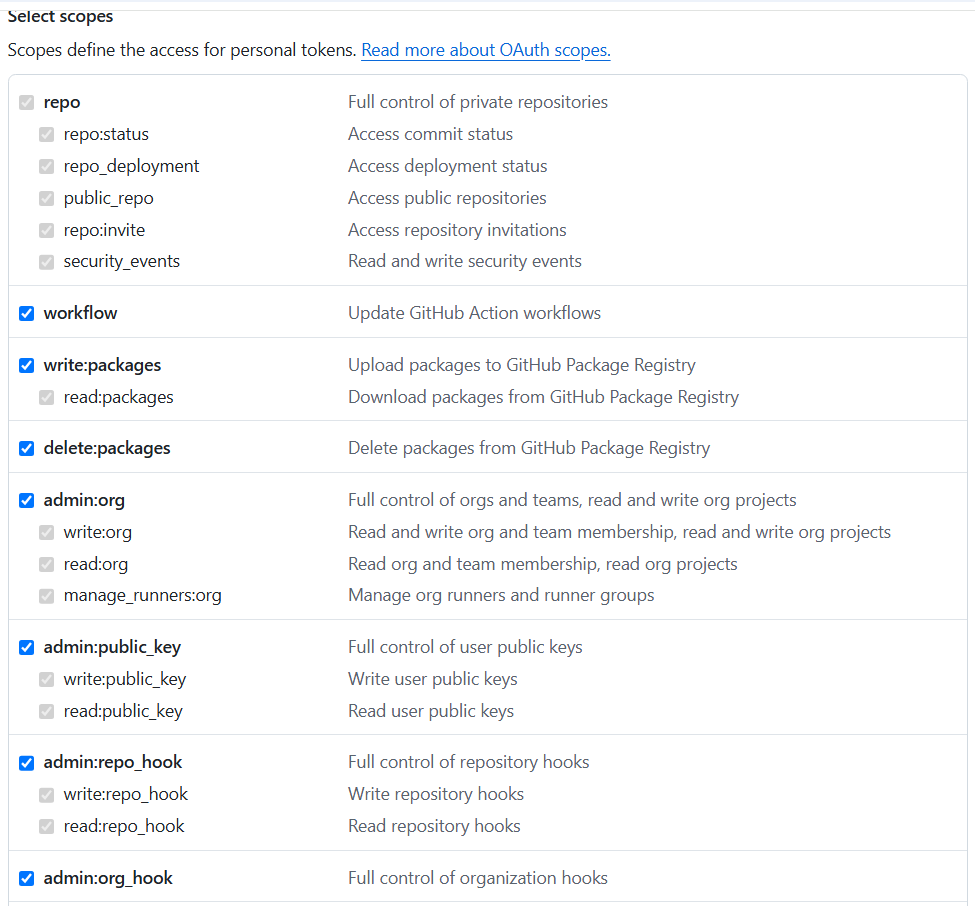 Select scopes
Scopes define the access for personal tokens. Read more about OAuth scopes.
repo Full control of private repositories
repo:status Access commit status
repo_deployment Access deployment status
public_repo Access public repositories
repo:invite Access repository invitations
security_events Read and write security events
workflow Update GitHub Action workflows
write:packages Upload packages to GitHub Package Registry
read:packages Download packages from GitHub Package Registry
delete:packages Delete packages from GitHub Package Registry
admin:org Full control of orgs and teams, read and write org projects
write:org Read and write org and team membership, read and write org projects
read:org Read org and team membership, read org projects
manage_runners:org Manage org runners and runner groups
admin:public_key Full control of user public keys
write:public_key Write user public keys
read:public_key Read user public keys
admin:repo_hook Full control of repository hooks
write:repo_hook Write repository hooks
read:repo_hook Read repository hooks
admin:org_hook Full control of organization hooks